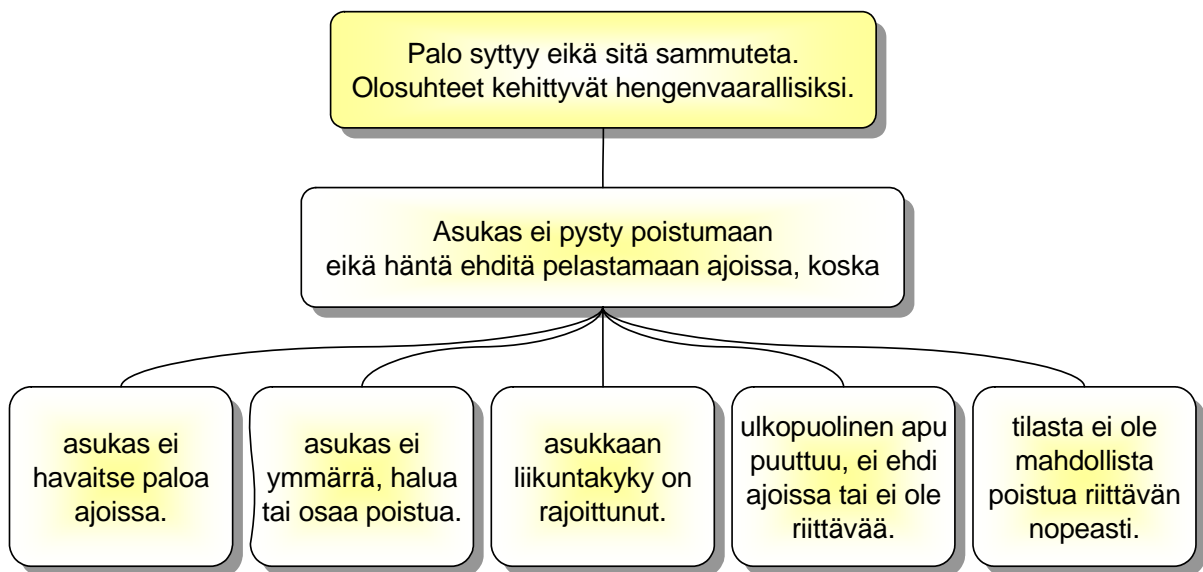 Palo syttyy eikä sitä sammuteta.
Olosuhteet kehittyvät hengenvaarallisiksi.
Asukas ei pysty poistumaan
eikä häntä ehditä pelastamaan ajoissa, koska
asukas ei
havaitse paloa
ajoissa.
asukas ei
ymmärrä, halua
tai osaa poistua.
asukkaan
liikuntakyky on
rajoittunut.
ulkopuolinen apu
puuttuu, ei ehdi
ajoissa tai ei ole
riittävää.
tilasta ei ole
mahdollista
poistua riittävän
nopeasti.